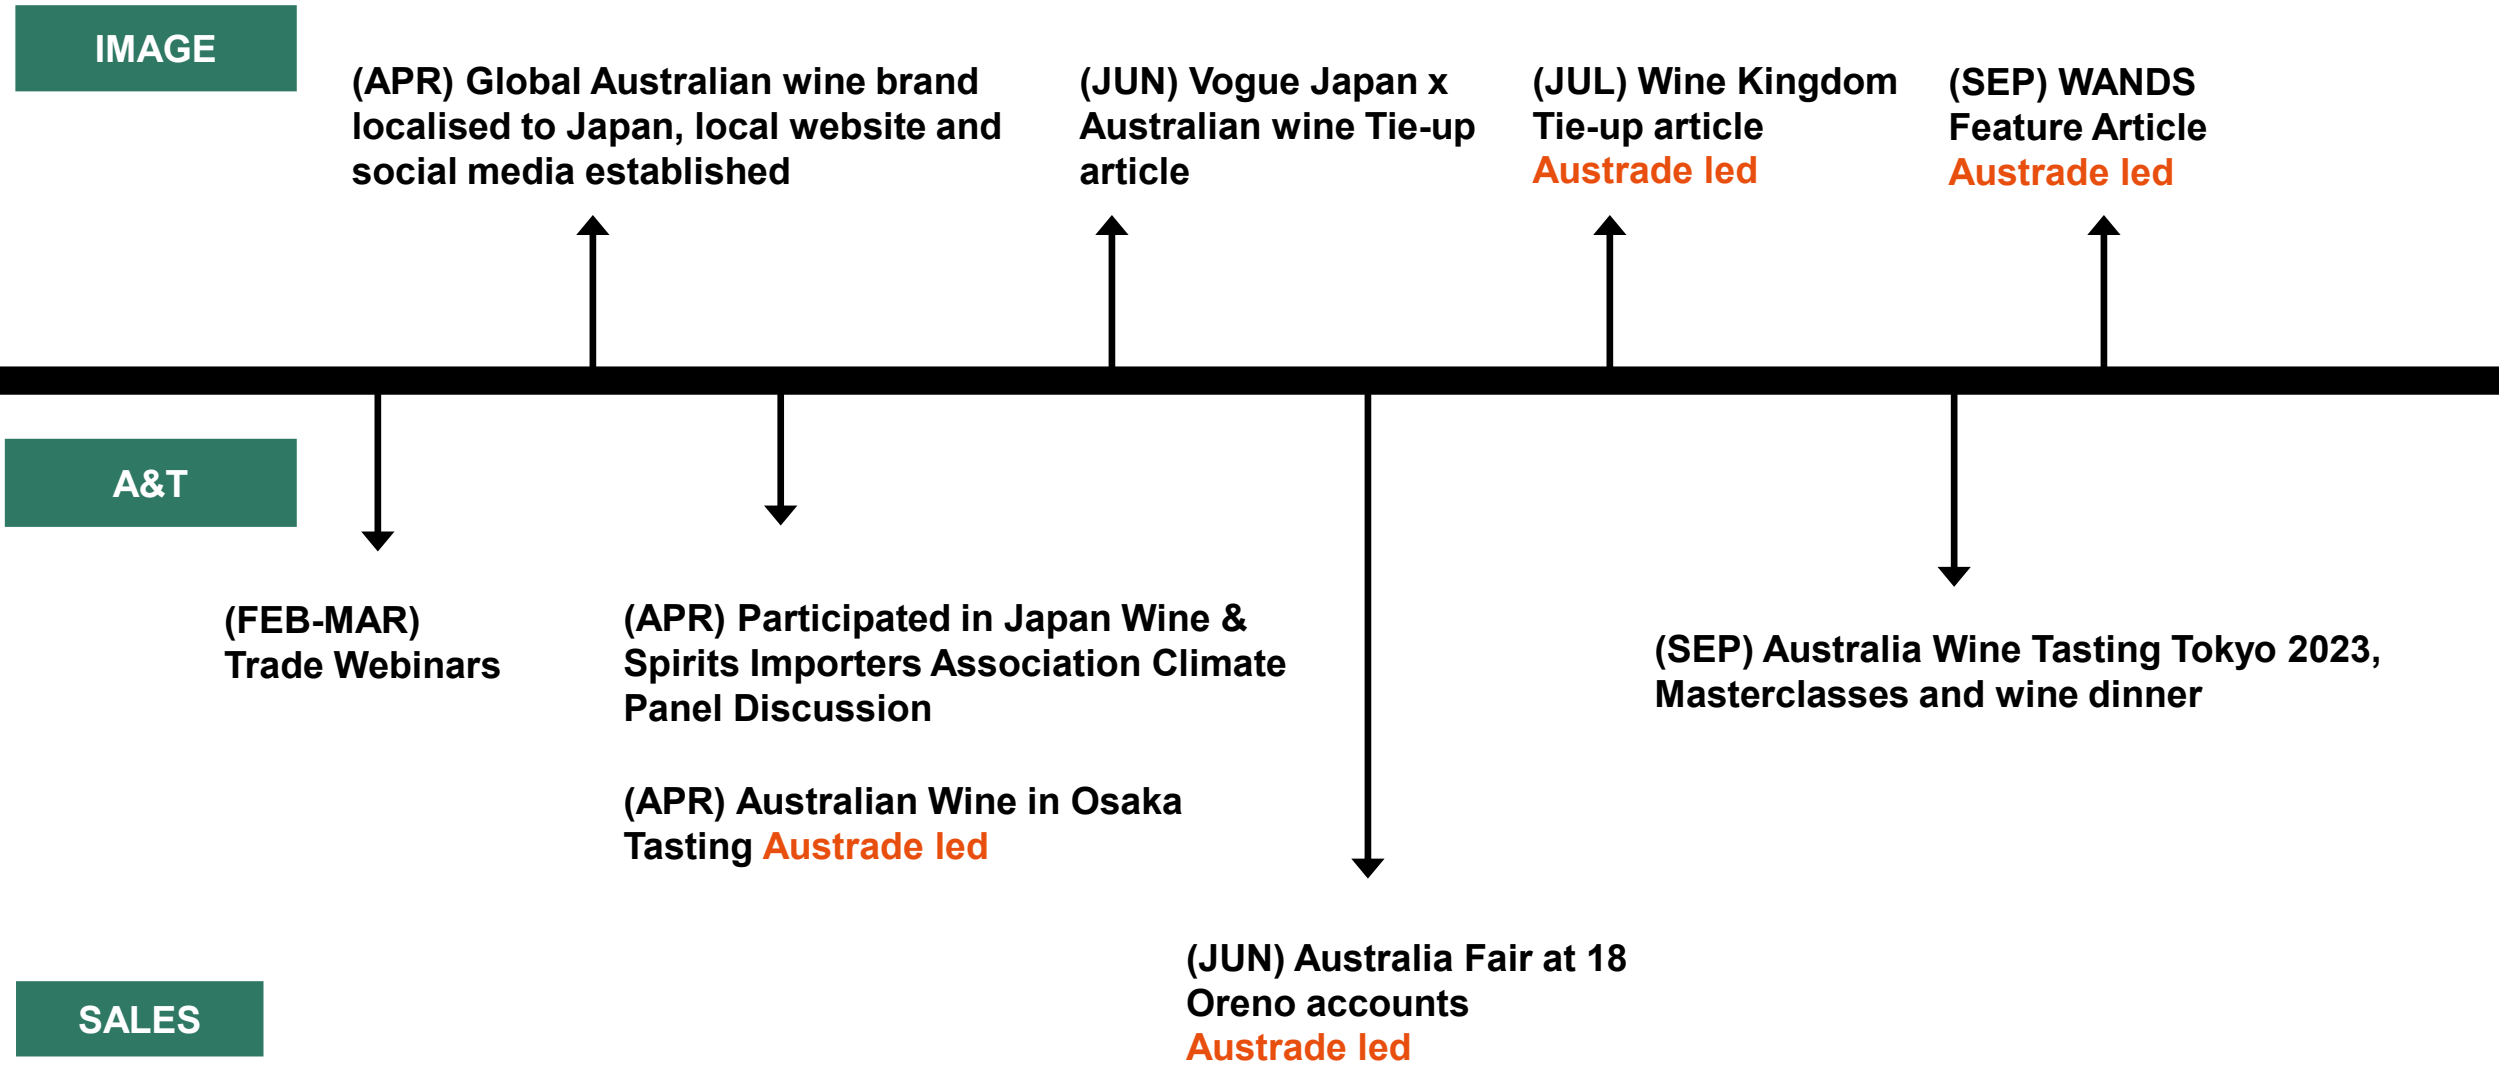 IMAGE
(APR) Global Australian wine brand
localised to Japan, local website and
social media established
(JUN) Vogue Japan x
Australian wine Tie-up
article
(JUL) Wine Kingdom
Tie-up article
Austrade led
(SEP) WANDS
Feature Article
Austrade led
A&T
(FEB-MAR)
Trade Webinars
(APR) Participated in Japan Wine &
Spirits Importers Association Climate
Panel Discussion
(APR) Australian Wine in Osaka
Tasting Austrade led
(SEP) Australia Wine Tasting Tokyo 2023,
Masterclasses and wine dinner
SALES
(JUN) Australia Fair at 18
Oreno accounts
Austrade led